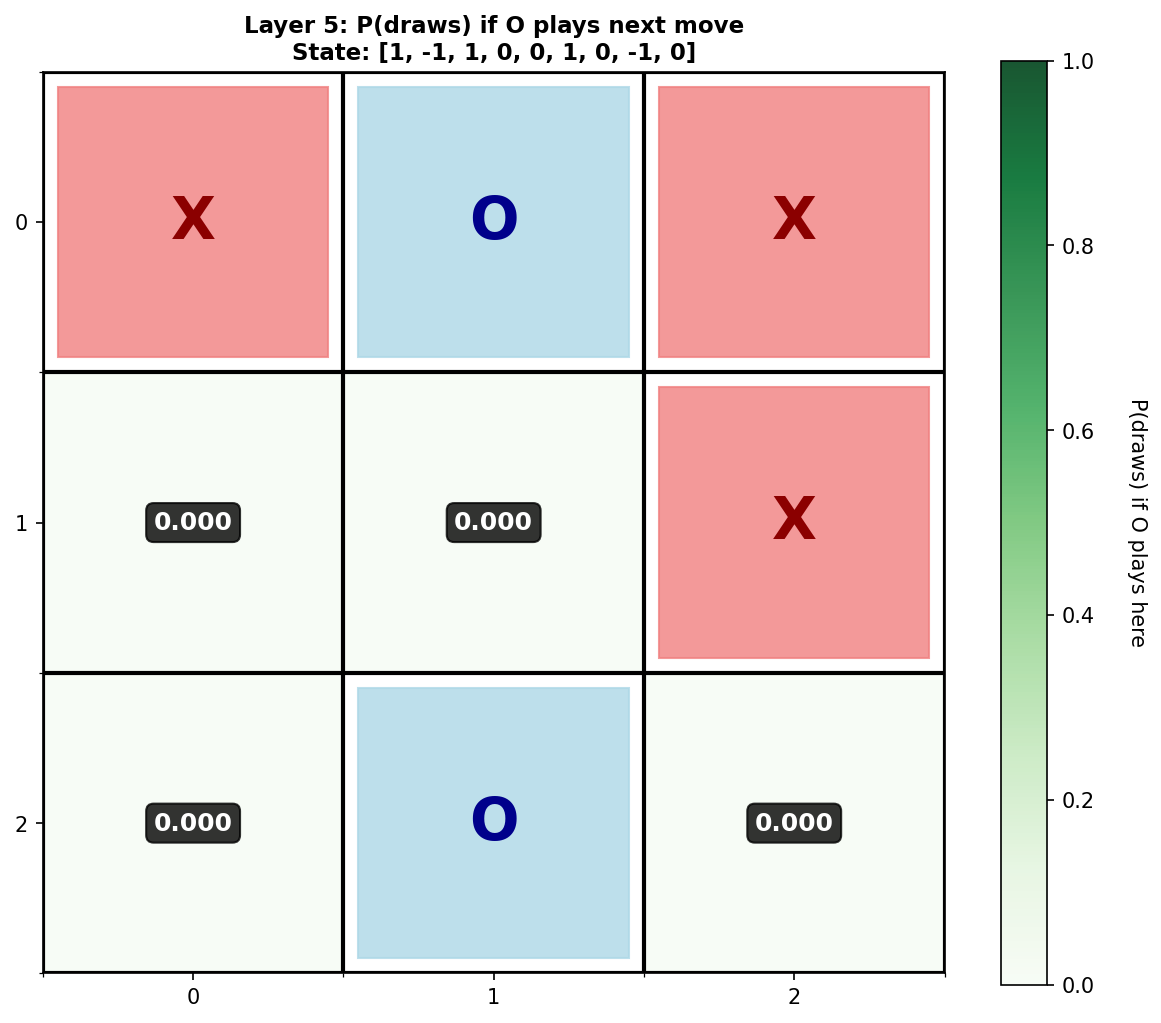 Layer 5: P(draws) if O plays next move
State: [1, -1, 1, 0, 0, 1, 0, -1, 0]
X O X
0
0.000 0.000 X
1
0.000 O 0.000
2
0 1 2
1.0
0.8
0.6
0.4
0.2
0.0
P(draws) if O plays here